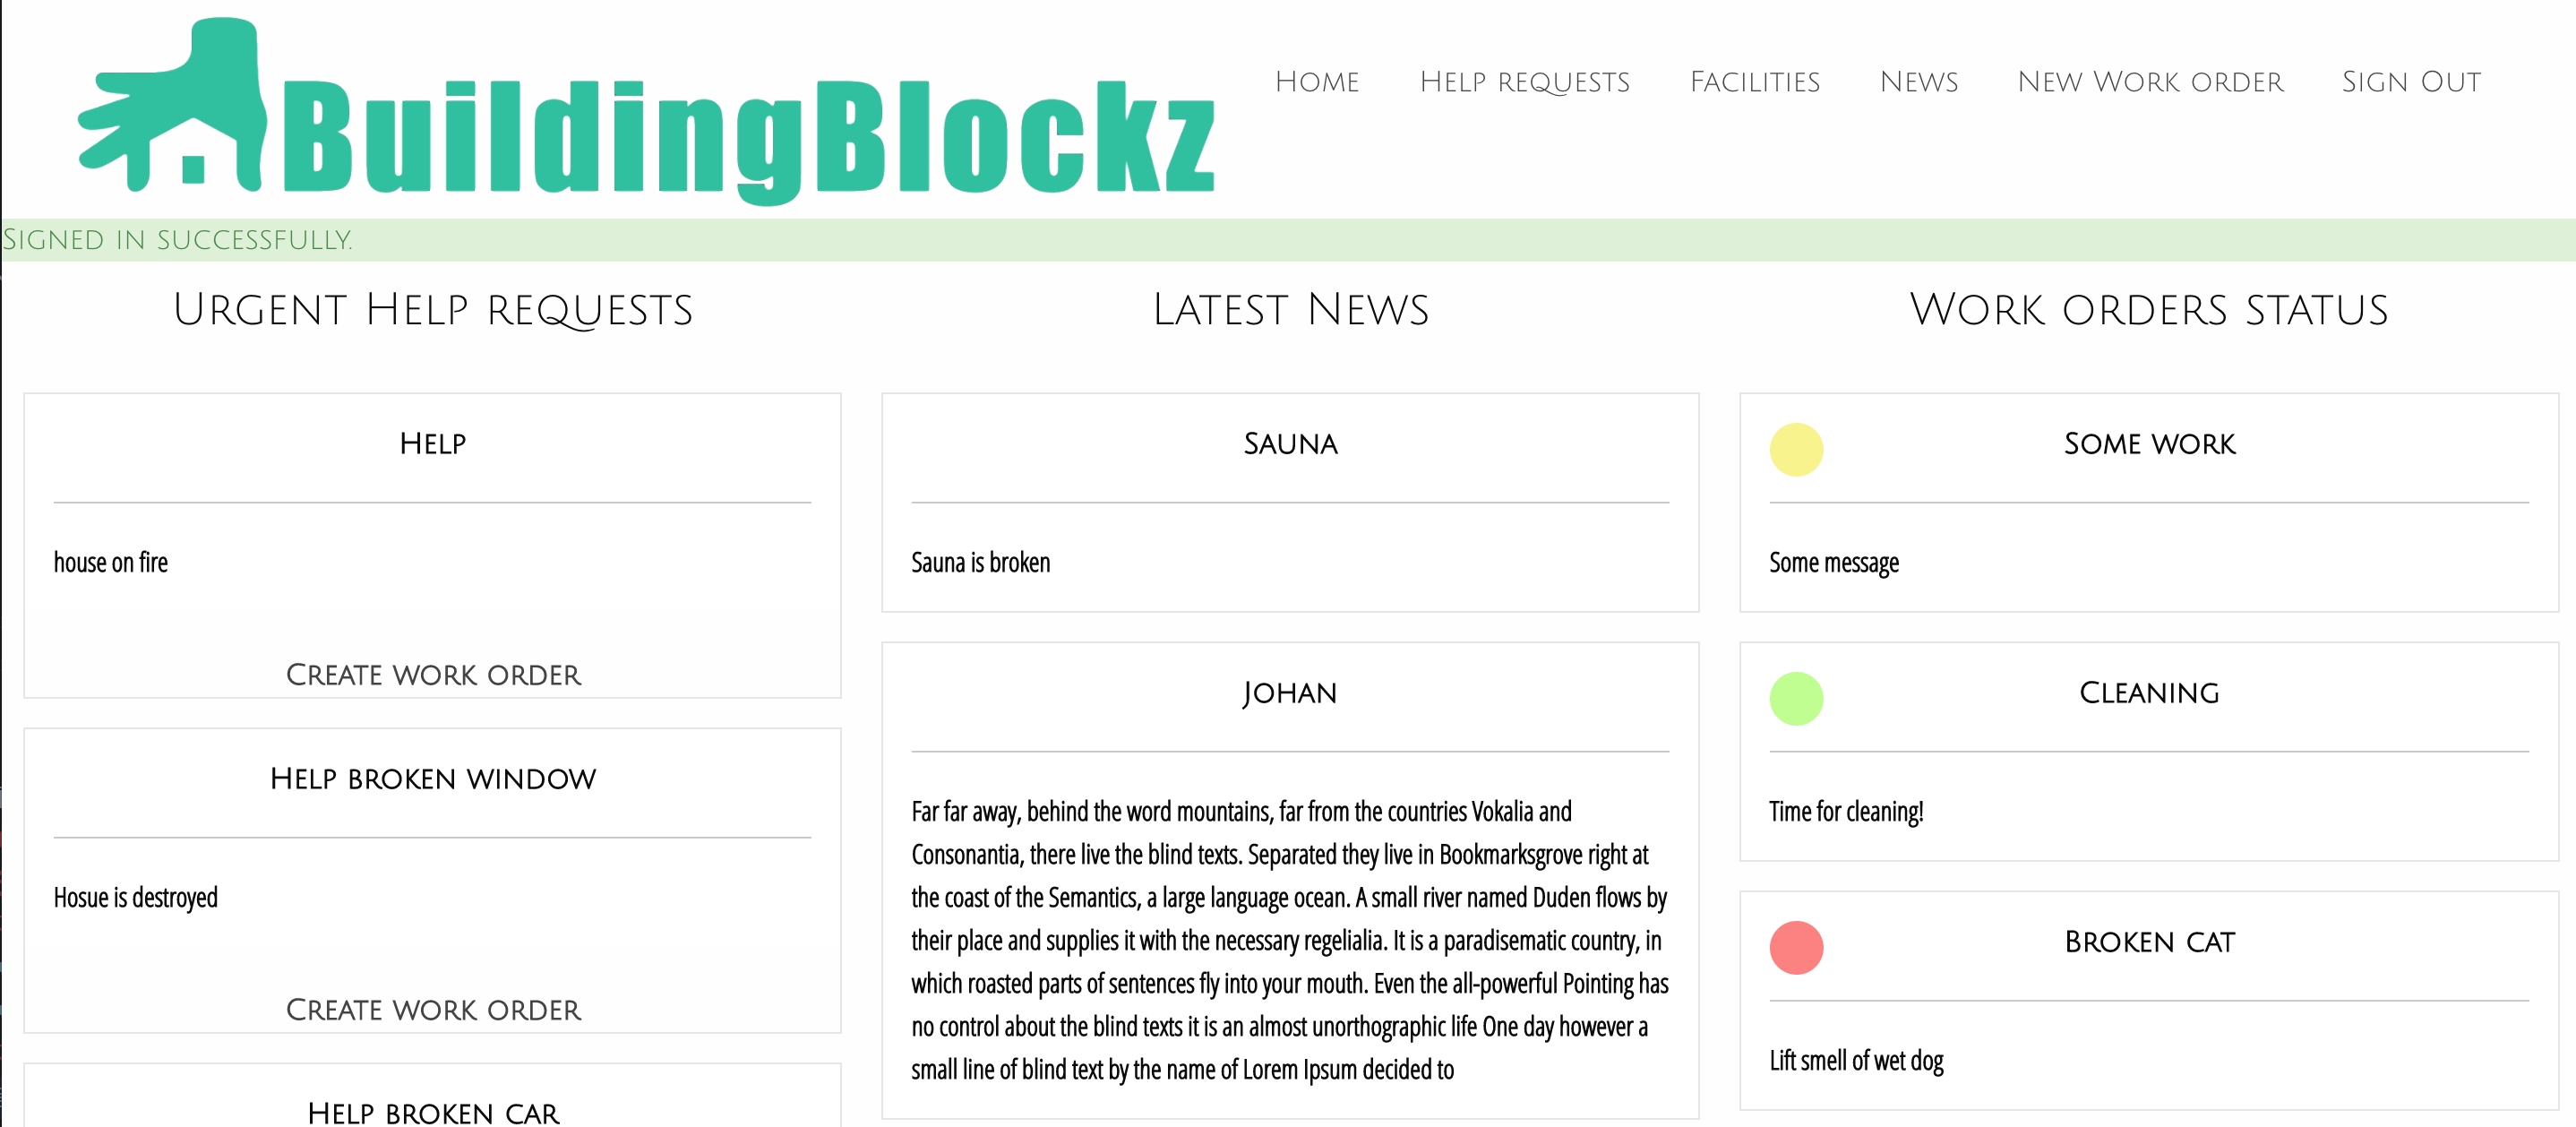 BuildingBlockz
Home Help requests Facilities News New Work order Sign Out
Signed in successfully.
Urgent Help requests
Help
house on fire
Create work order
Help broken window
Hosue is destroyed
Create work order
Help broken car
Latest News
Sauna
Sauna is broken
Johan
Far far away, behind the word mountains, far from the countries Vokalia and
Consonantia, there live the blind texts. Separated they live in Bookmarksgrove right at
the coast of the Semantics, a large language ocean. A small river named Duden flows by
their place and supplies it with the necessary regelialia. It is a paradisematic country, in
which roasted parts of sentences fly into your mouth. Even the all-powerful Pointing has
no control about the blind texts it is an almost unorthographic life One day however a
small line of blind text by the name of Lorem Ipsum decided to
Work orders status
Some work
Some message
Cleaning
Time for cleaning!
Broken cat
Lift smell of wet dog